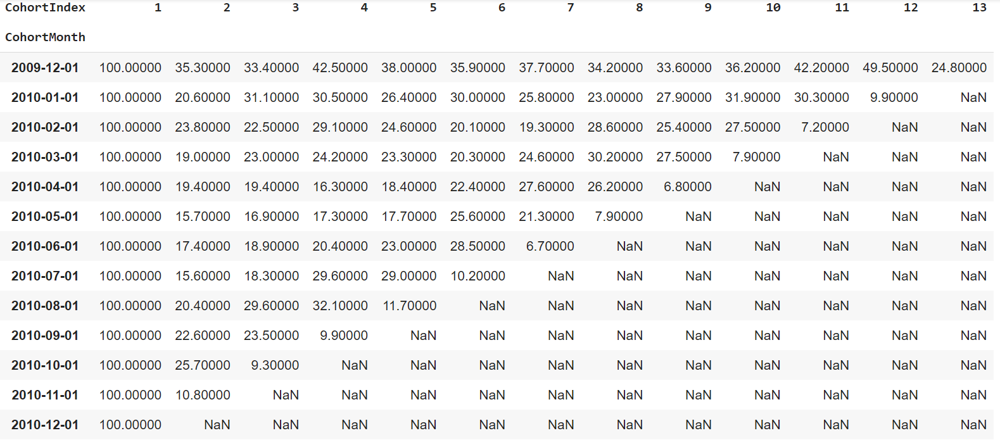 CohortIndex 1 2 3 4 5 6 7 8 9 10 11 12 13
CohortMonth
2009-12-01 100.00000 35.30000 33.40000 42.50000 38.00000 35.90000 37.70000 34.20000 33.60000 36.20000 42.20000 49.50000 24.80000
2010-01-01 100.00000 20.60000 31.10000 30.50000 26.40000 30.00000 25.80000 23.00000 27.90000 31.90000 30.30000 9.90000 NaN
2010-02-01 100.00000 23.80000 22.50000 29.10000 24.60000 20.10000 19.30000 28.60000 25.40000 27.50000 7.20000 NaN NaN
2010-03-01 100.00000 19.00000 23.00000 24.20000 23.30000 20.30000 24.60000 30.20000 27.50000 7.90000 NaN NaN NaN
2010-04-01 100.00000 19.40000 19.40000 16.30000 18.40000 22.40000 27.60000 26.20000 6.80000 NaN NaN NaN NaN
2010-05-01 100.00000 15.70000 16.90000 17.30000 17.70000 25.60000 21.30000 7.90000 NaN NaN NaN NaN NaN
2010-06-01 100.00000 17.40000 18.90000 20.40000 23.00000 28.50000 6.70000 NaN NaN NaN NaN NaN NaN
2010-07-01 100.00000 15.60000 18.30000 29.60000 29.00000 10.20000 NaN NaN NaN NaN NaN NaN NaN
2010-08-01 100.00000 20.40000 29.60000 32.10000 11.70000 NaN NaN NaN NaN NaN NaN NaN NaN
2010-09-01 100.00000 22.60000 23.50000 9.90000 NaN NaN NaN NaN NaN NaN NaN NaN NaN
2010-10-01 100.00000 25.70000 9.30000 NaN NaN NaN NaN NaN NaN NaN NaN NaN NaN
2010-11-01 100.00000 10.80000 NaN NaN NaN NaN NaN NaN NaN NaN NaN NaN NaN
2010-12-01 100.00000 NaN NaN NaN NaN NaN NaN NaN NaN NaN NaN NaN NaN